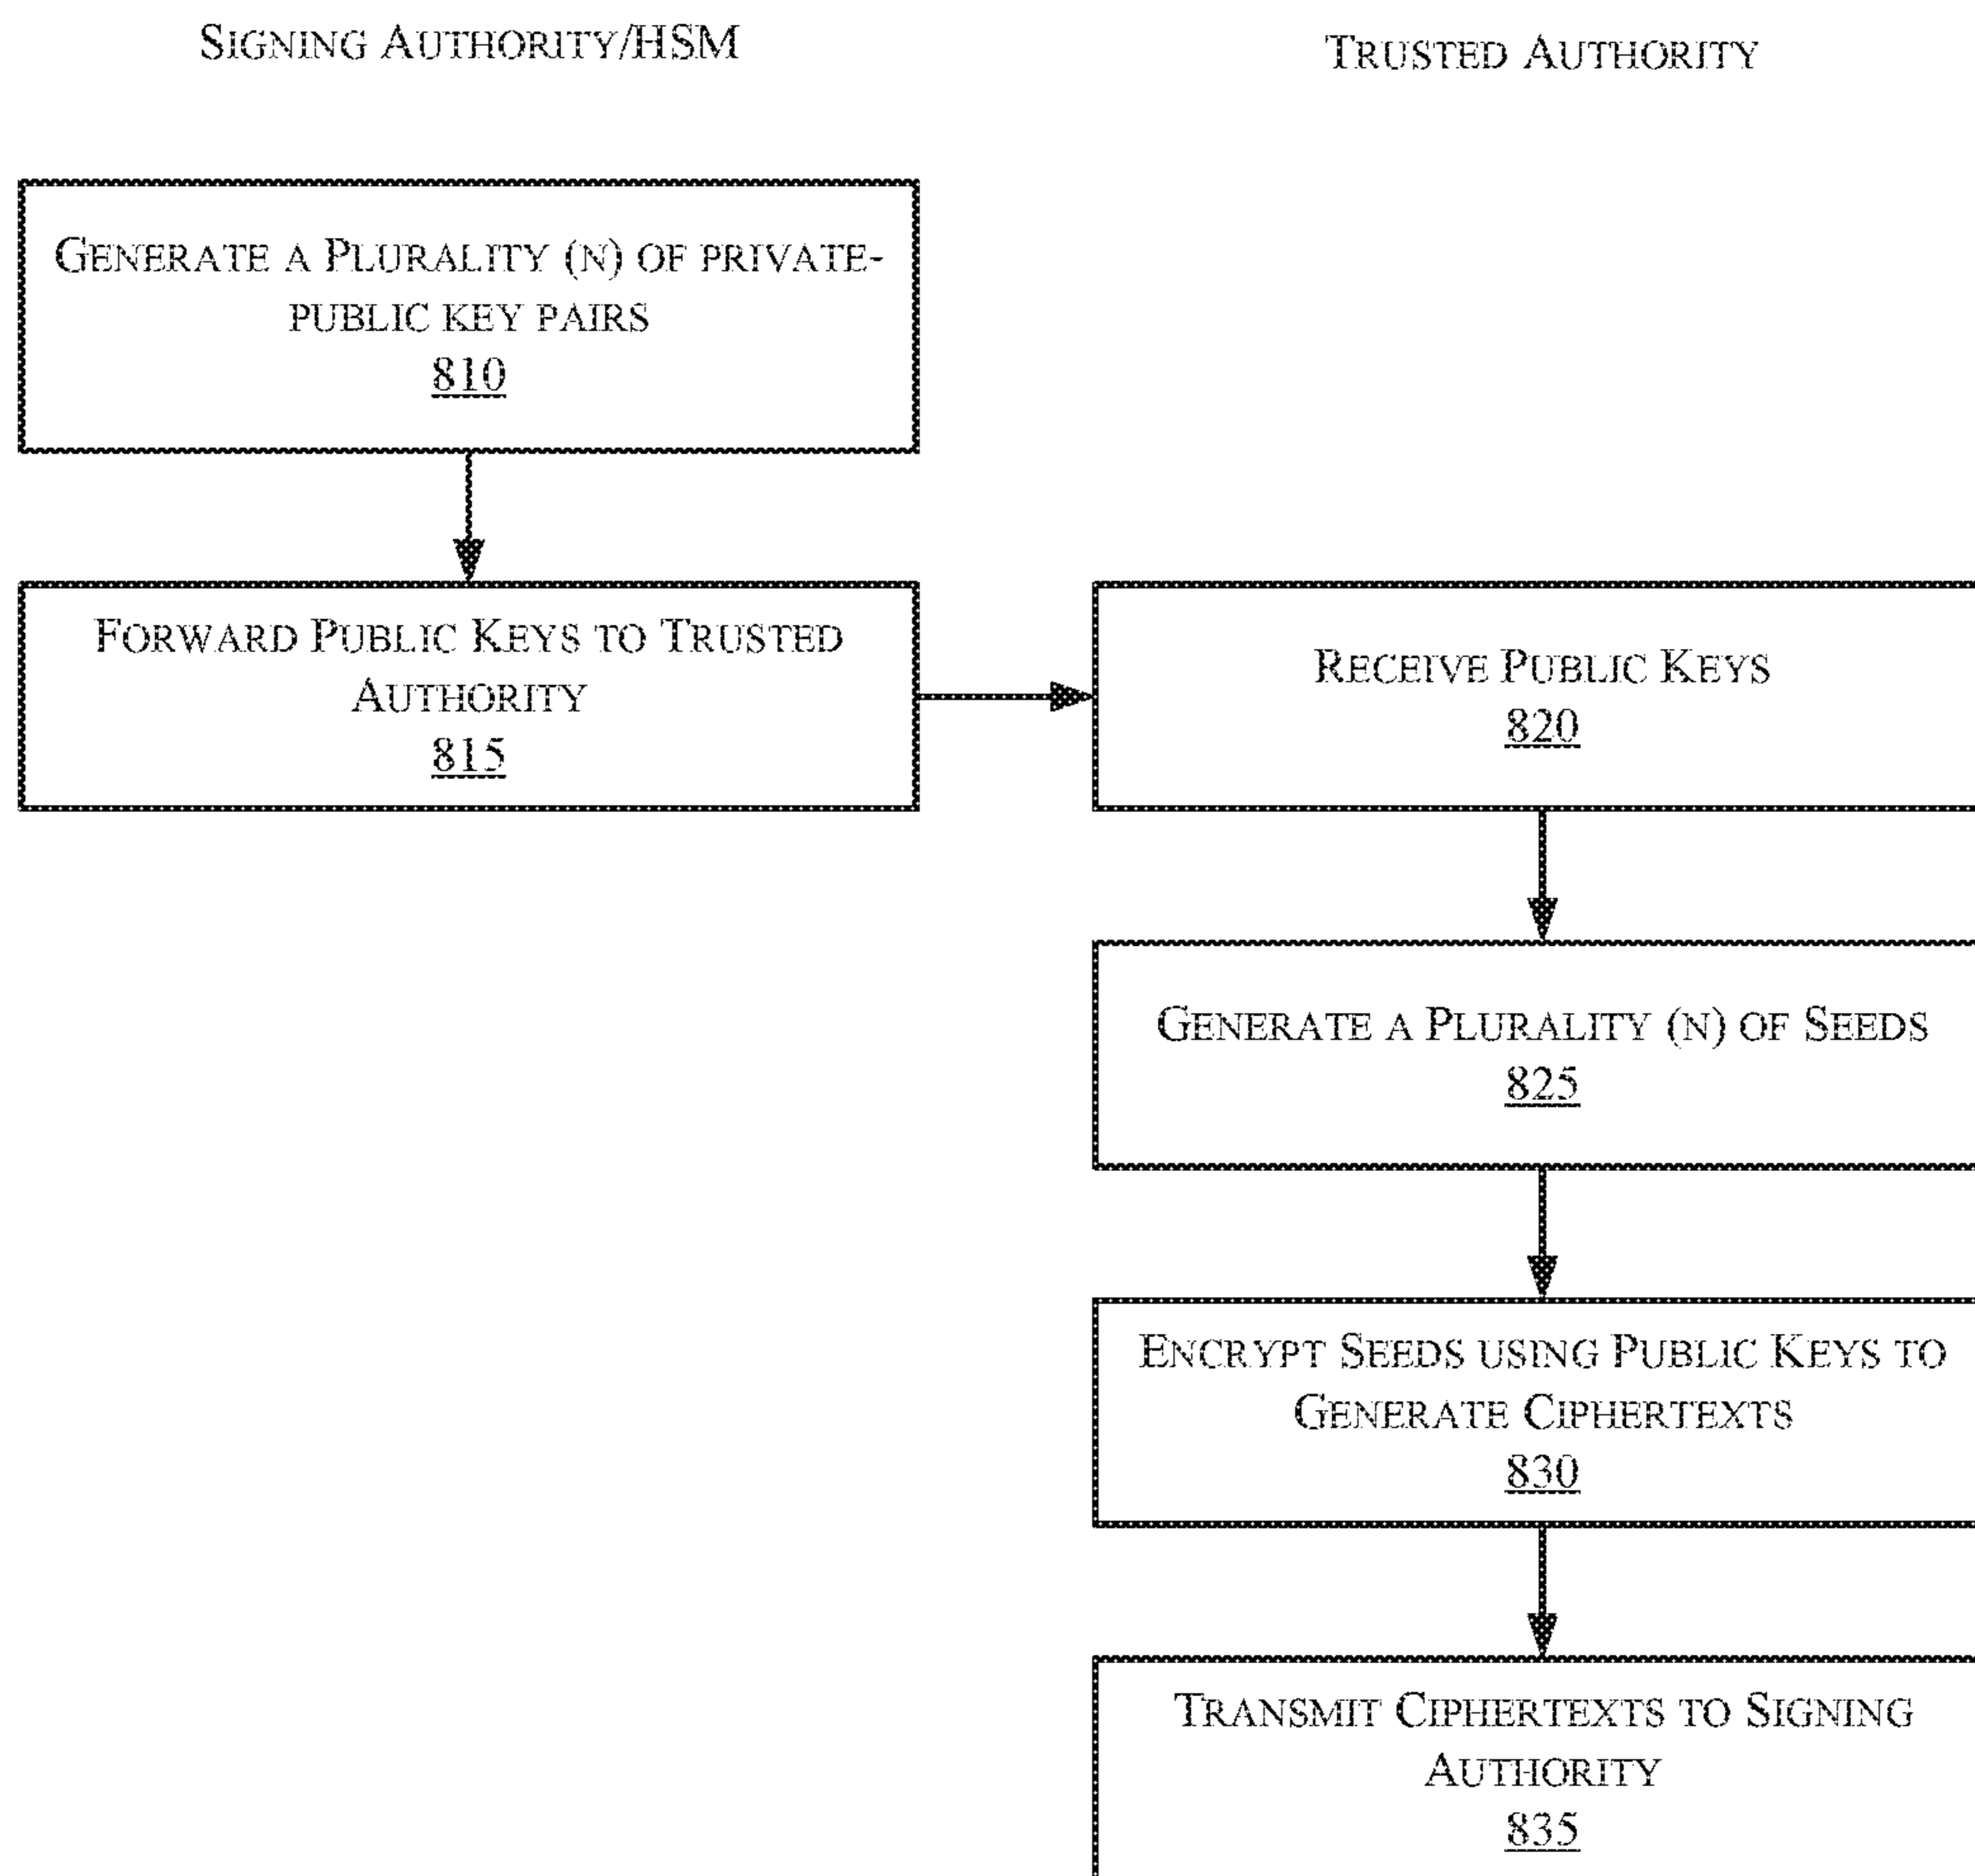 SIGNING AUTHORITY/HSM
TRUSTED AUTHORITY
GENERATE A PLURALITY (N) OF PRIVATE-
PUBLIC KEY PAIRS
810
FORWARD PUBLIC KEYS TO TRUSTED
AUTHORITY
815
RECEIVE PUBLIC KEYS
820
GENERATE A PLURALITY (N) OF SEEDS
825
ENCRYPT SEEDS USING PUBLIC KEYS TO
GENERATE CIPHERTEXTS
830
TRANSMIT CIPHERTEXTS TO SIGNING
AUTHORITY
835